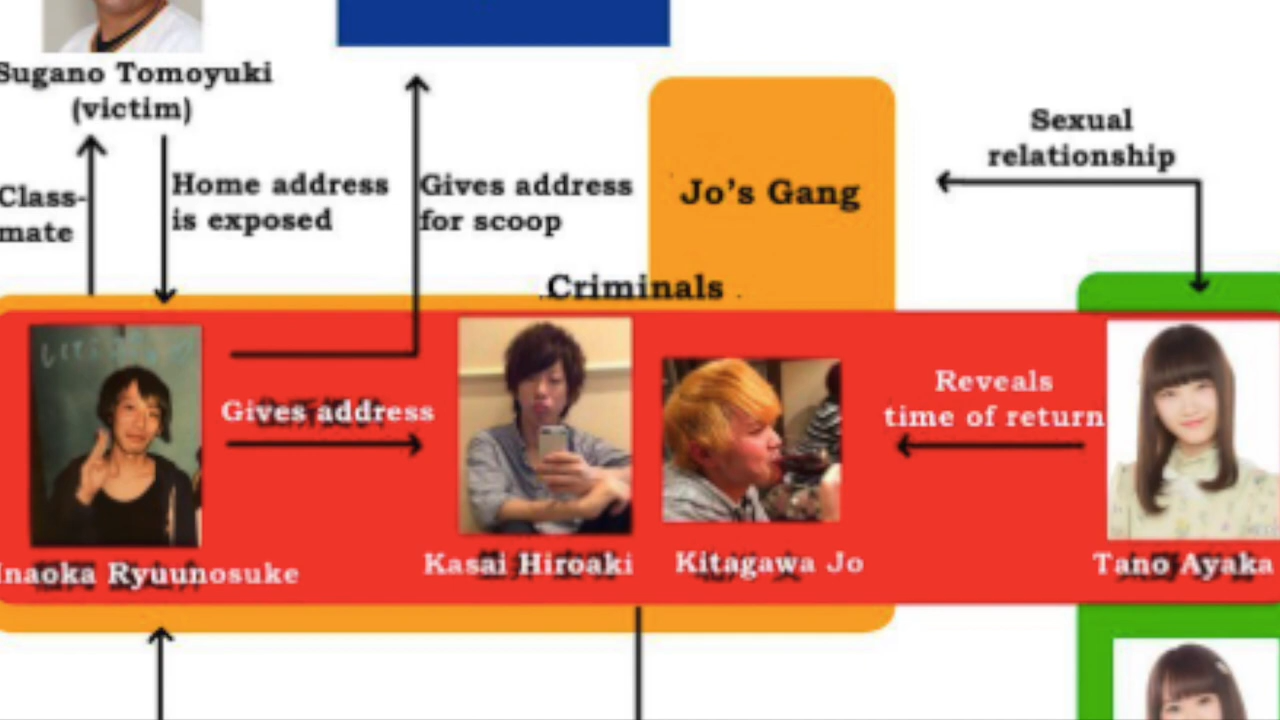 Sugano Tomoyuki
(victim)
Class-
mate
Home address
is exposed
Gives address
for scoop
Jo's Gang
Sexual
relationship
Criminals
Gives address
Reveals
time of return
Inaoka Ryuunosuke
Kasai Hiroaki
Kitagawa Jo
Tano Ayaka